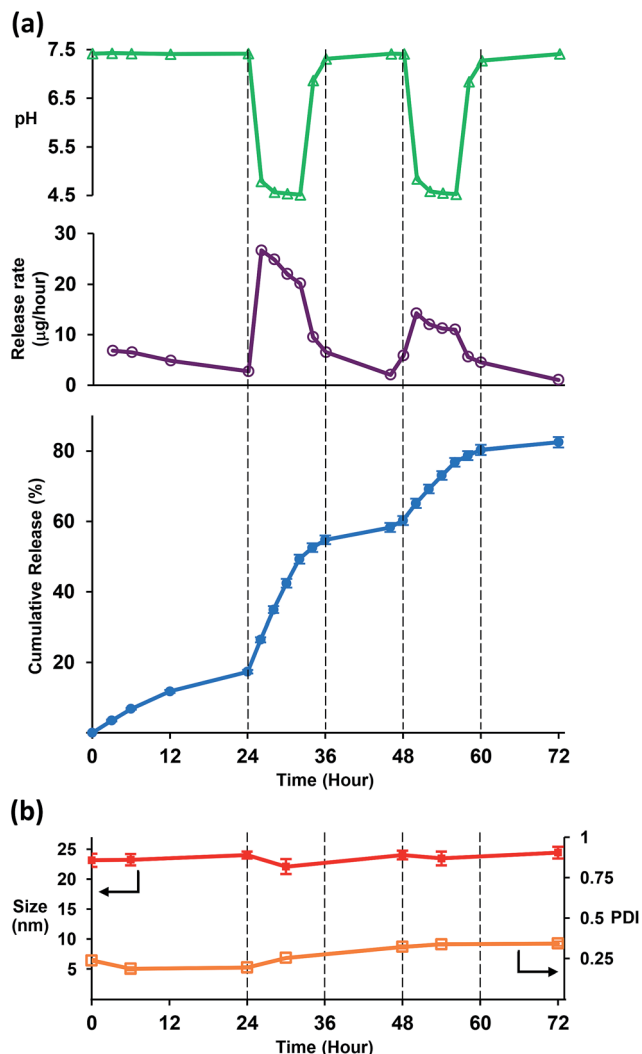 (a)
7.5
6.5
pH
5.5
4.5
30
20
10
0
Release rate
(µg/hour)
80
60
40
20
Cumulative Release (%)
0 12 24 36 48 60 72
Time (Hour)
(b)
25
20
15
10
5
Size
(nm)
1
0.75
0.5
0.25
PDI
0 12 24 36 48 60 72
Time (Hour)